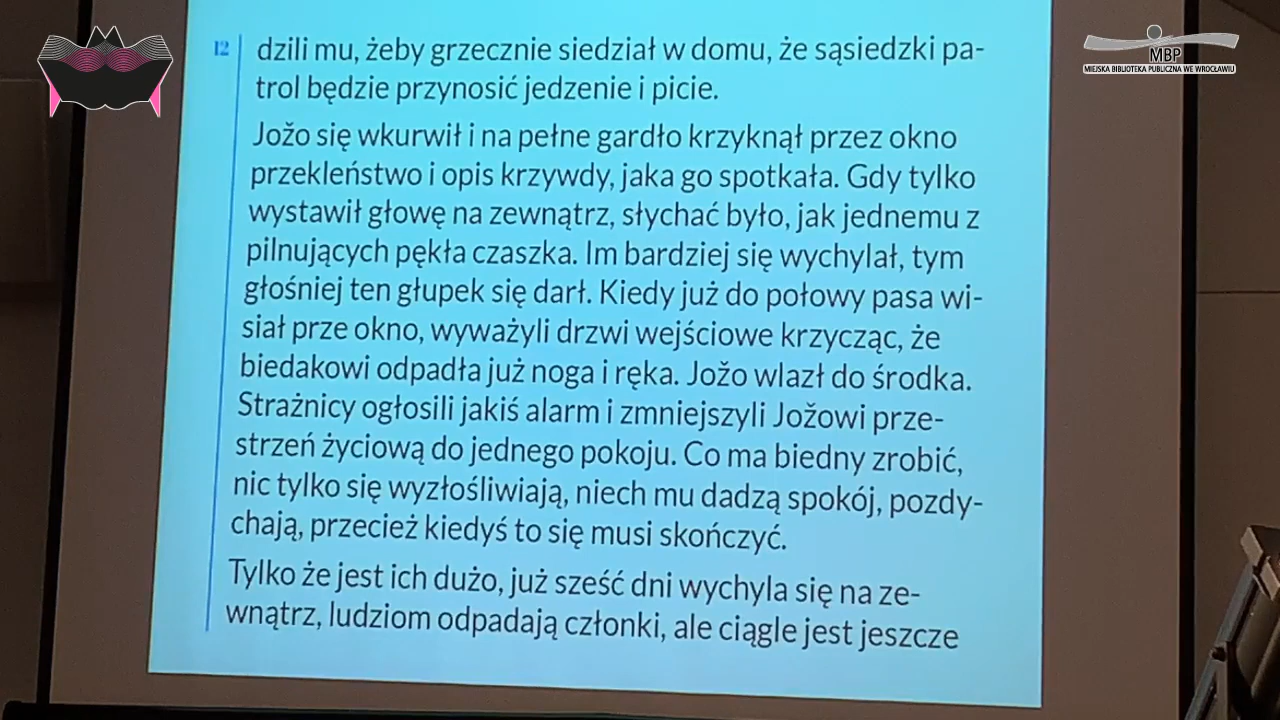 MBP
MIEJSKA BIBLIOTEKA PUBLICZNA WE WROCŁAWIU
12
dzili mu, żeby grzecznie siedział w domu, że sąsiedzki pa-
trol będzie przynosić jedzenie i picie.
Jožo się wkurwił i na pełne gardło krzyknął przez okno
przekleństwo i opis krzywdy, jaka go spotkała. Gdy tylko
wystawił głowę na zewnątrz, słychać było, jak jednemu z
pilnujących pękła czaszka. Im bardziej się wychylał, tym
głośniej ten głupek się darł. Kiedy już do połowy pasa wi-
siał prze okno, wyważyli drzwi wejściowe krzycząc, że
biedakowi odpadła już noga i ręka. Jožo wlazł do środka.
Strażnicy ogłosili jakiś alarm i zmniejszyli Jožowi prze-
strzeń życiową do jednego pokoju. Co ma biedny zrobić,
nic tylko się wyzłośliwiają, niech mu dadzą spokój, pozdy-
chają, przecież kiedyś to się musi skończyć.
Tylko że jest ich dużo, już sześć dni wychyla się na ze-
wnątrz, ludziom odpadają członki, ale ciągle jest jeszcze